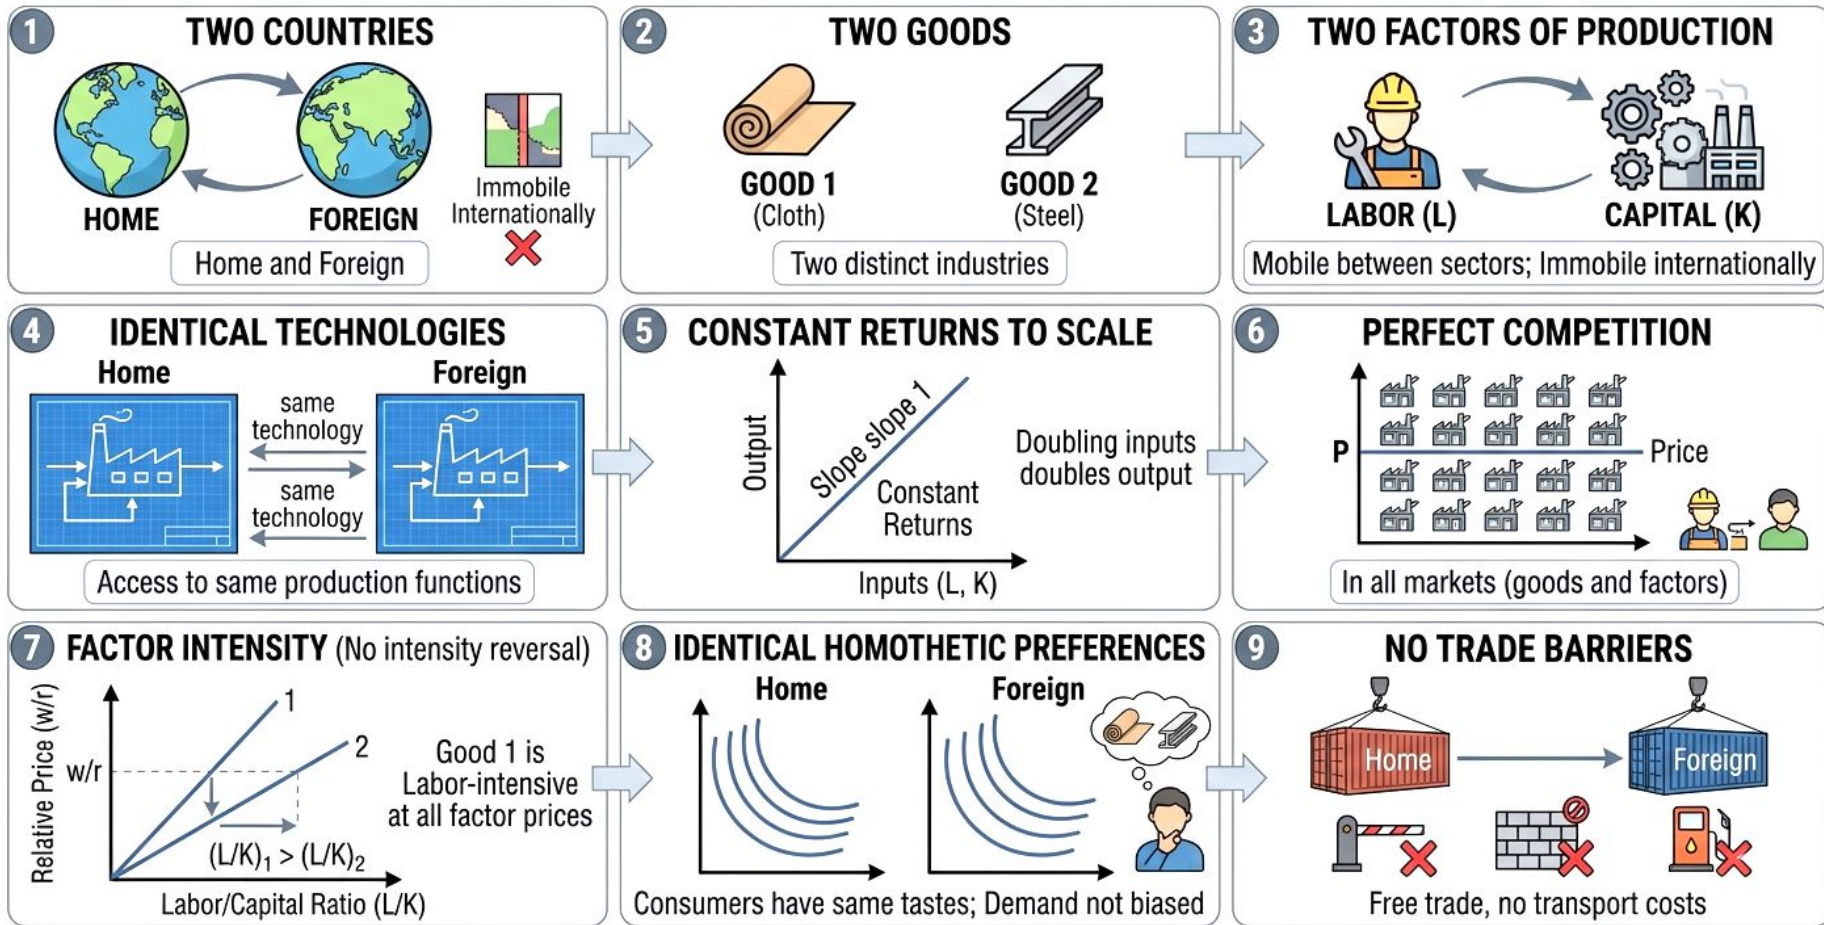 1
TWO COUNTRIES
HOME
FOREIGN
Immobile
Internationally
Home and Foreign
2
TWO GOODS
GOOD 1
(Cloth)
GOOD 2
(Steel)
Two distinct industries
3
TWO FACTORS OF PRODUCTION
LABOR (L)
CAPITAL (K)
Mobile between sectors; Immobile internationally
4
IDENTICAL TECHNOLOGIES
Home
Foreign
same
technology
same
technology
Access to same production functions
5
CONSTANT RETURNS TO SCALE
Output
Slope slope 1
Constant
Returns
Inputs (L, K)
Doubling inputs
doubles output
6
PERFECT COMPETITION
P
Price
In all markets (goods and factors)
7
FACTOR INTENSITY (No intensity reversal)
Relative Price (w/r)
w/r
1
2
(L/K)₁ > (L/K)₂
Labor/Capital Ratio (L/K)
Good 1 is
Labor-intensive
at all factor prices
8
IDENTICAL HOMOTHETIC PREFERENCES
Home
Foreign
Consumers have same tastes; Demand not biased
9
NO TRADE BARRIERS
Home
Foreign
Free trade, no transport costs